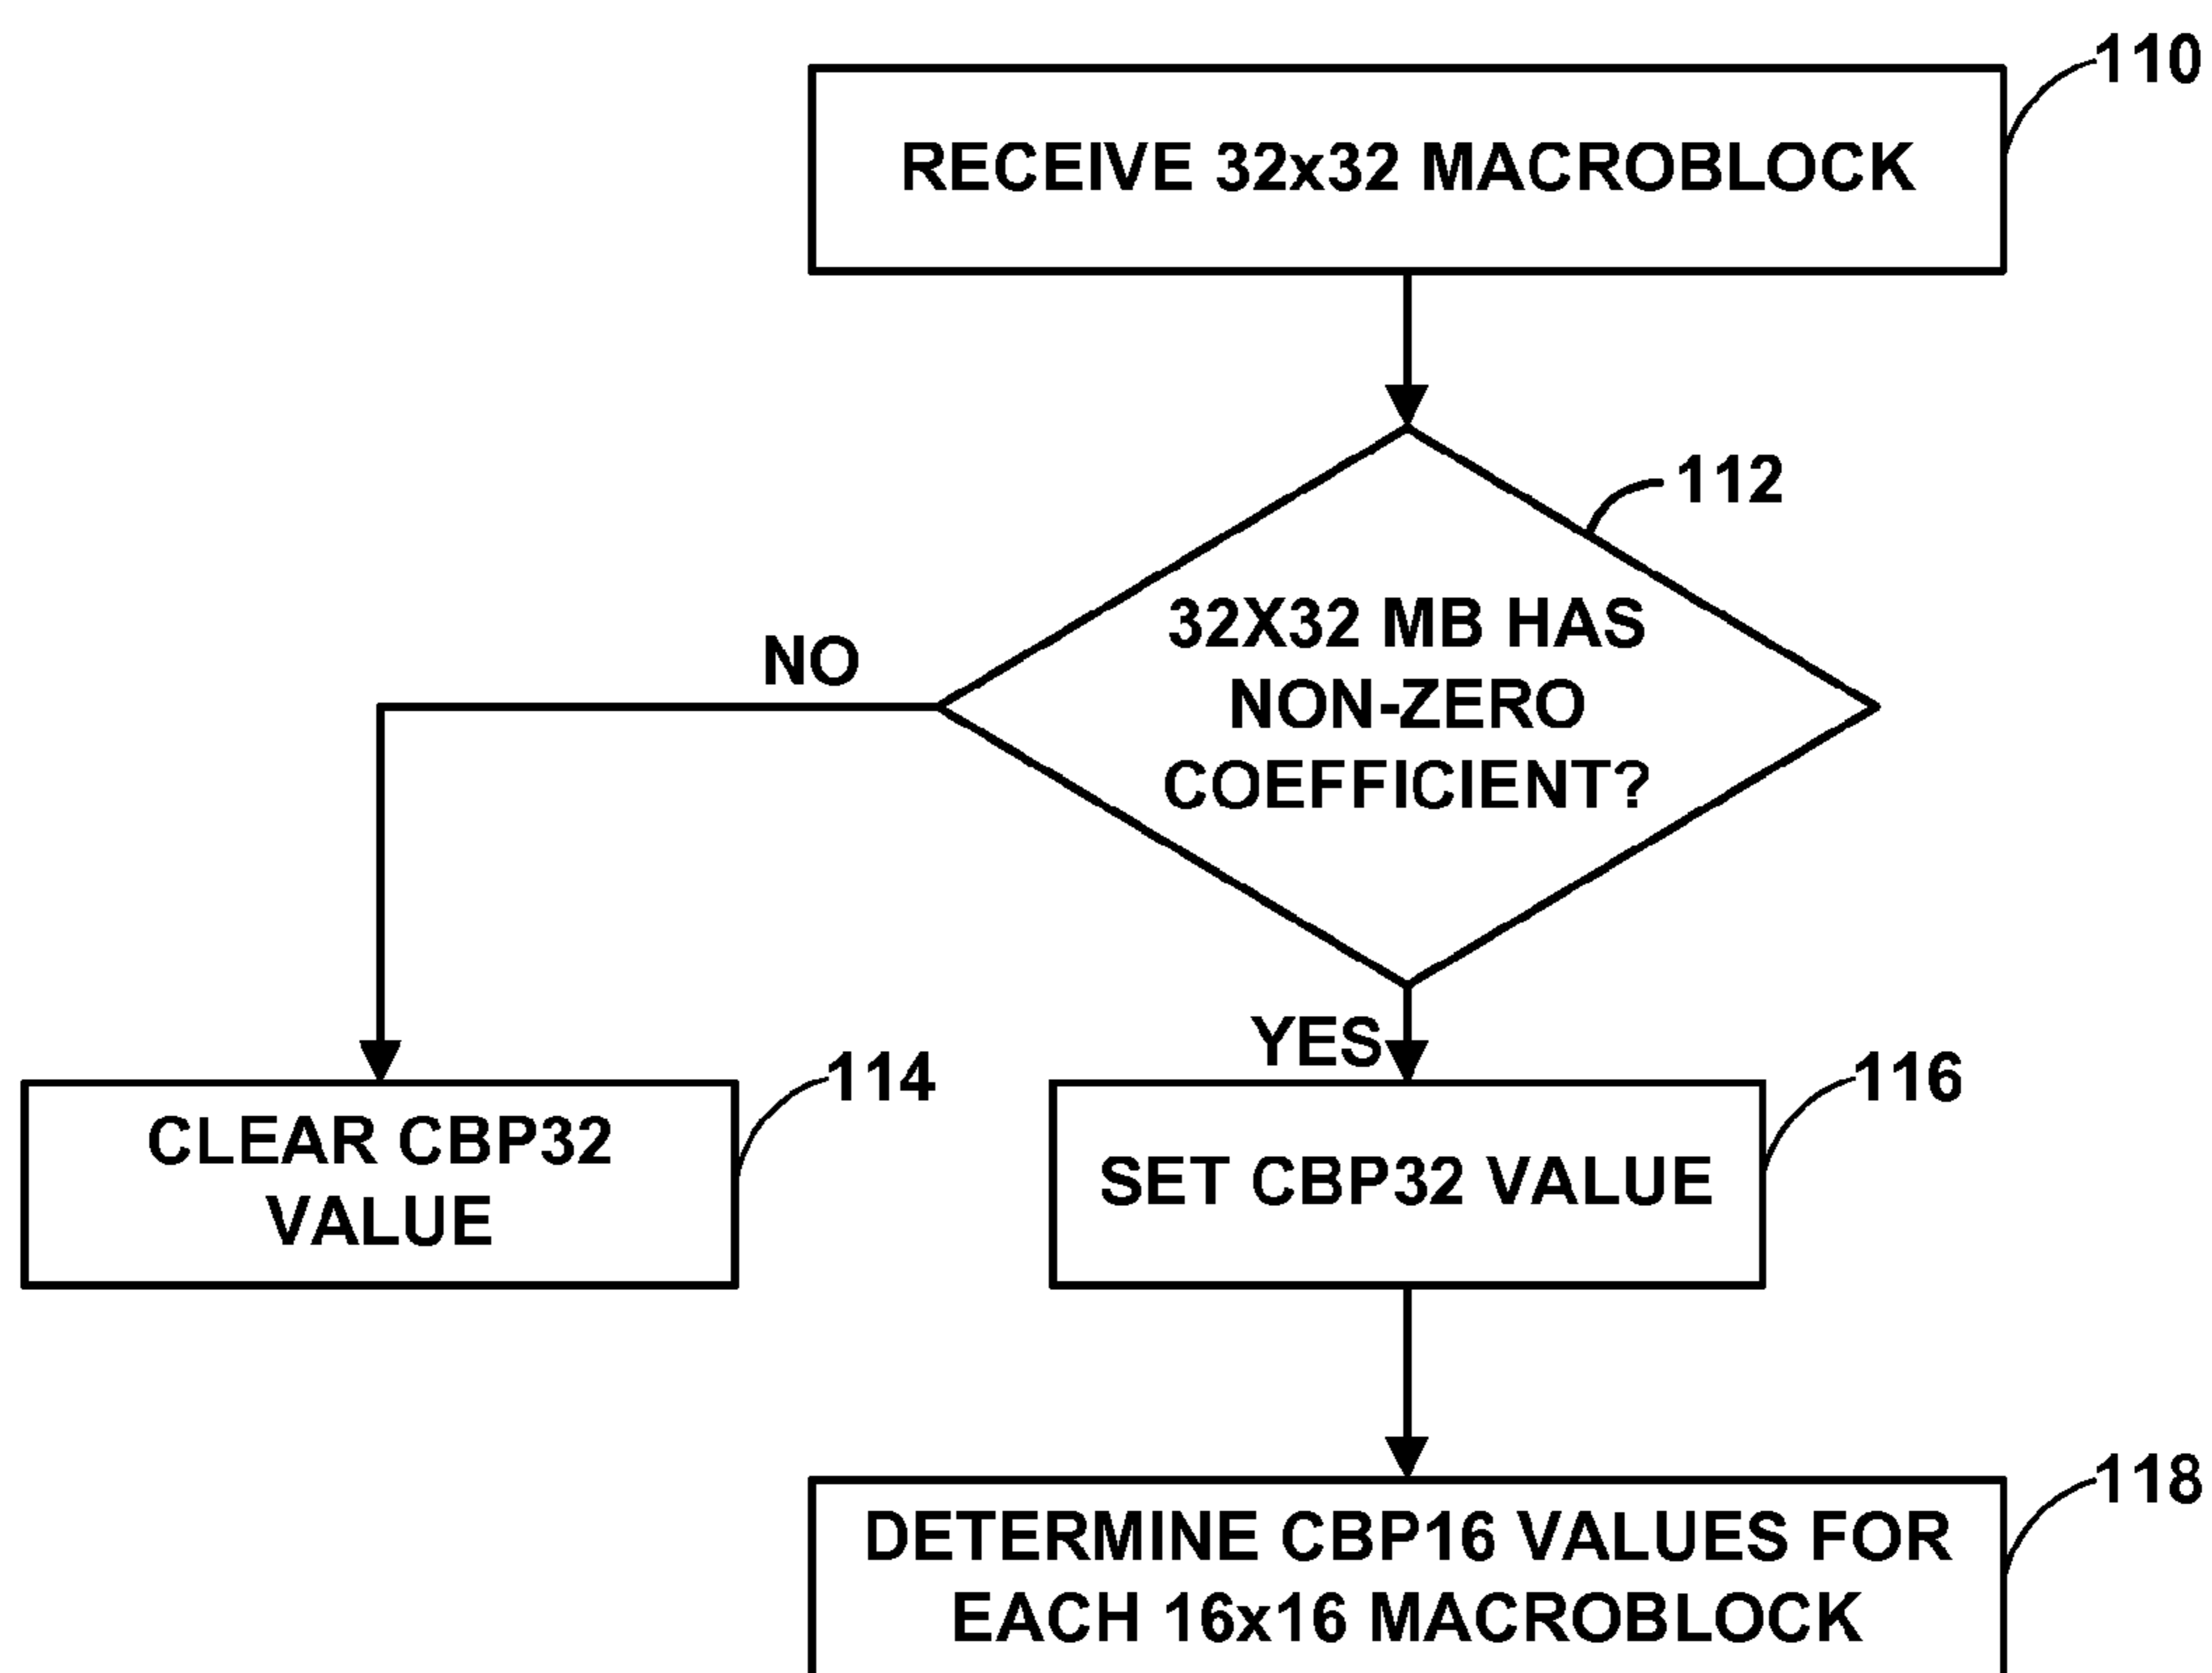 110
RECEIVE 32x32 MACROBLOCK
112
32X32 MB HAS
NON-ZERO
COEFFICIENT?
NO
YES
114
CLEAR CBP32
VALUE
116
SET CBP32 VALUE
118
DETERMINE CBP16 VALUES FOR
EACH 16x16 MACROBLOCK